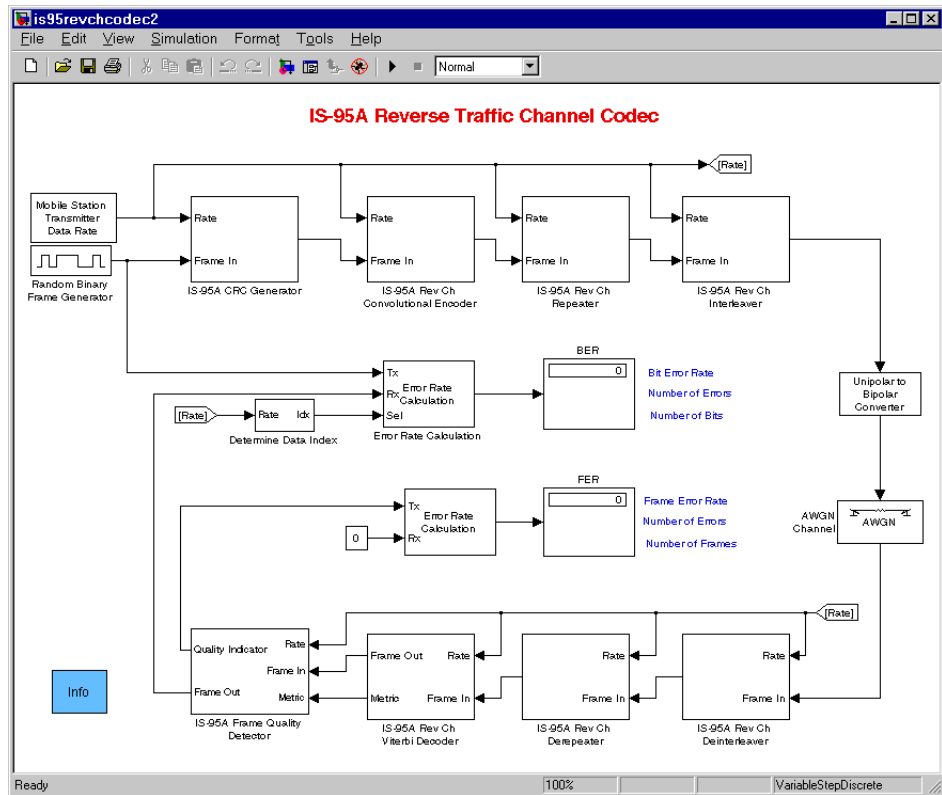 is95revchcodec2
File Edit View Simulation Format Tools Help
Normal
IS-95A Reverse Traffic Channel Codec
[Rate]
Mobile Station
Transmitter
Data Rate
Rate
Frame In
IS-95A CRC Generator
Rate
Frame In
IS-95A Rev Ch
Convolutional Encoder
Rate
Frame In
IS-95A Rev Ch
Repeater
Rate
Frame In
IS-95A Rev Ch
Interleaver
Random Binary
Frame Generator
Tx
Rx
Sel
Error Rate
Calculation
Error Rate Calculation
[Rate]
Rate Idx
Determine Data Index
BER
0
Bit Error Rate
Number of Errors
Number of Bits
Unipolar to
Bipolar
Converter
Tx
Rx
Error Rate
Calculation
0
FER
0
Frame Error Rate
Number of Errors
Number of Frames
AWGN
Channel
AWGN
[Rate]
Quality Indicator
Frame Out
Rate
Frame In
Metric
IS-95A Frame Quality
Detector
Frame Out
Metric
Rate
Frame In
IS-95A Rev Ch
Viterbi Decoder
Rate
Frame In
IS-95A Rev Ch
Derepeater
Rate
Frame In
IS-95A Rev Ch
Deinterleaver
Info
Ready
100%
VariableStepDiscrete